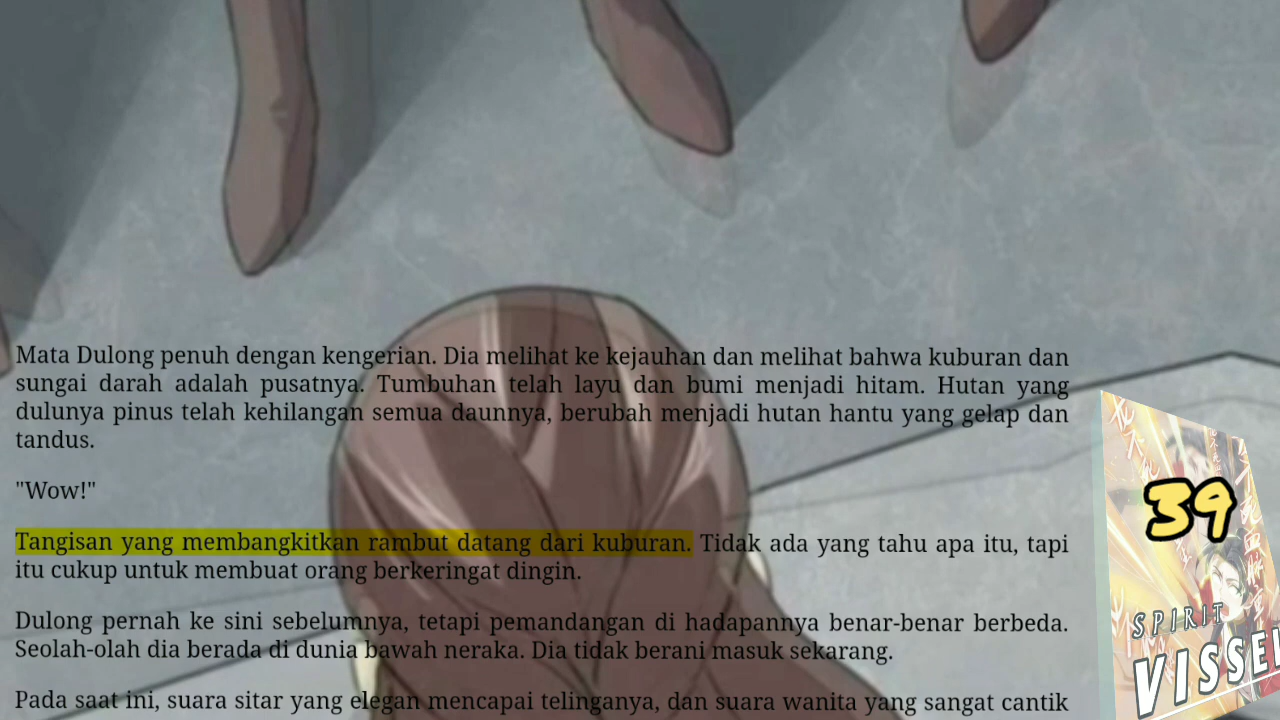 Mata Dulong penuh dengan kengerian. Dia melihat ke kejauhan dan melihat bahwa kuburan dan
sungai darah adalah pusatnya. Tumbuhan telah layu dan bumi menjadi hitam. Hutan yang
dulunya pinus telah kehilangan semua daunnya, berubah menjadi hutan hantu yang gelap dan
tandus.
"Wow!"
Tangisan yang membangkitkan rambut datang dari kuburan. Tidak ada yang tahu apa itu, tapi
itu cukup untuk membuat orang berkeringat dingin.
Dulong pernah ke sini sebelumnya, tetapi pemandangan di hadapannya benar-benar berbeda.
Seolah-olah dia berada di dunia bawah neraka. Dia tidak berani masuk sekarang.
Pada saat ini, suara sitar yang elegan mencapai telinganya, dan suara wanita yang sangat cantik
39
SPIRIT
VISSEL